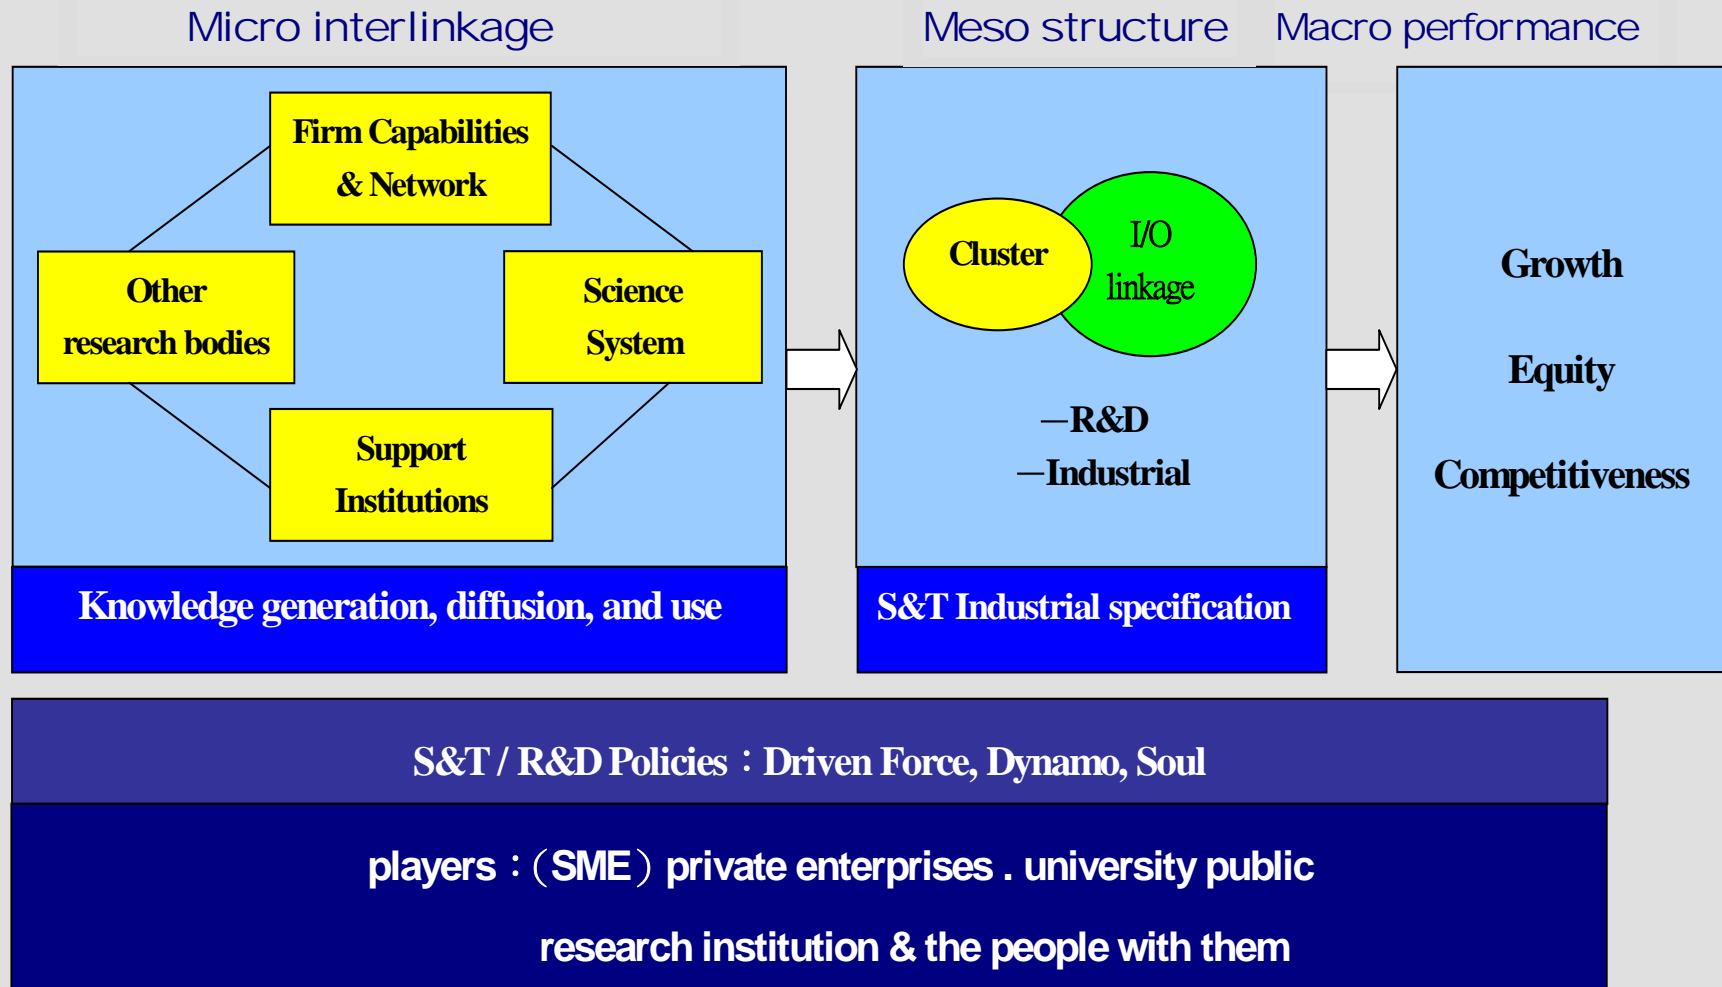 Micro interlinkage
Meso structure
Macro performance
Firm Capabilities
& Network
Other
research bodies
Science
System
Support
Institutions
Knowledge generation, diffusion, and use
Cluster
I/O
linkage
—R&D
—Industrial
S&T Industrial specification
Growth
Equity
Competitiveness
S&T / R&D Policies：Driven Force, Dynamo, Soul
players：（SME）private enterprises . university public
research institution & the people with them